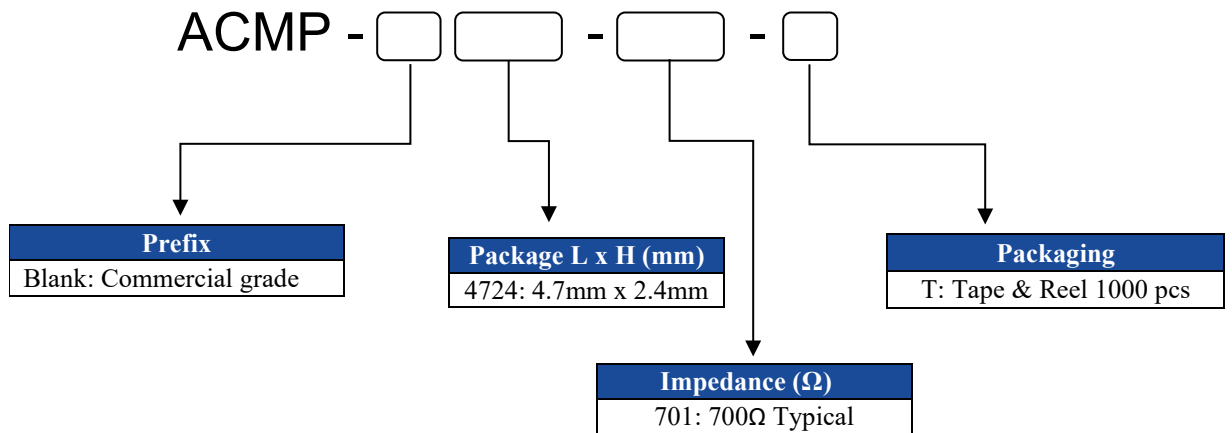 ACMP - -  -
Prefix
Blank: Commercial grade
Package L x H (mm)
4724: 4.7mm x 2.4mm
Impedance (Ω)
701: 700Ω Typical
Packaging
T: Tape & Reel 1000 pcs